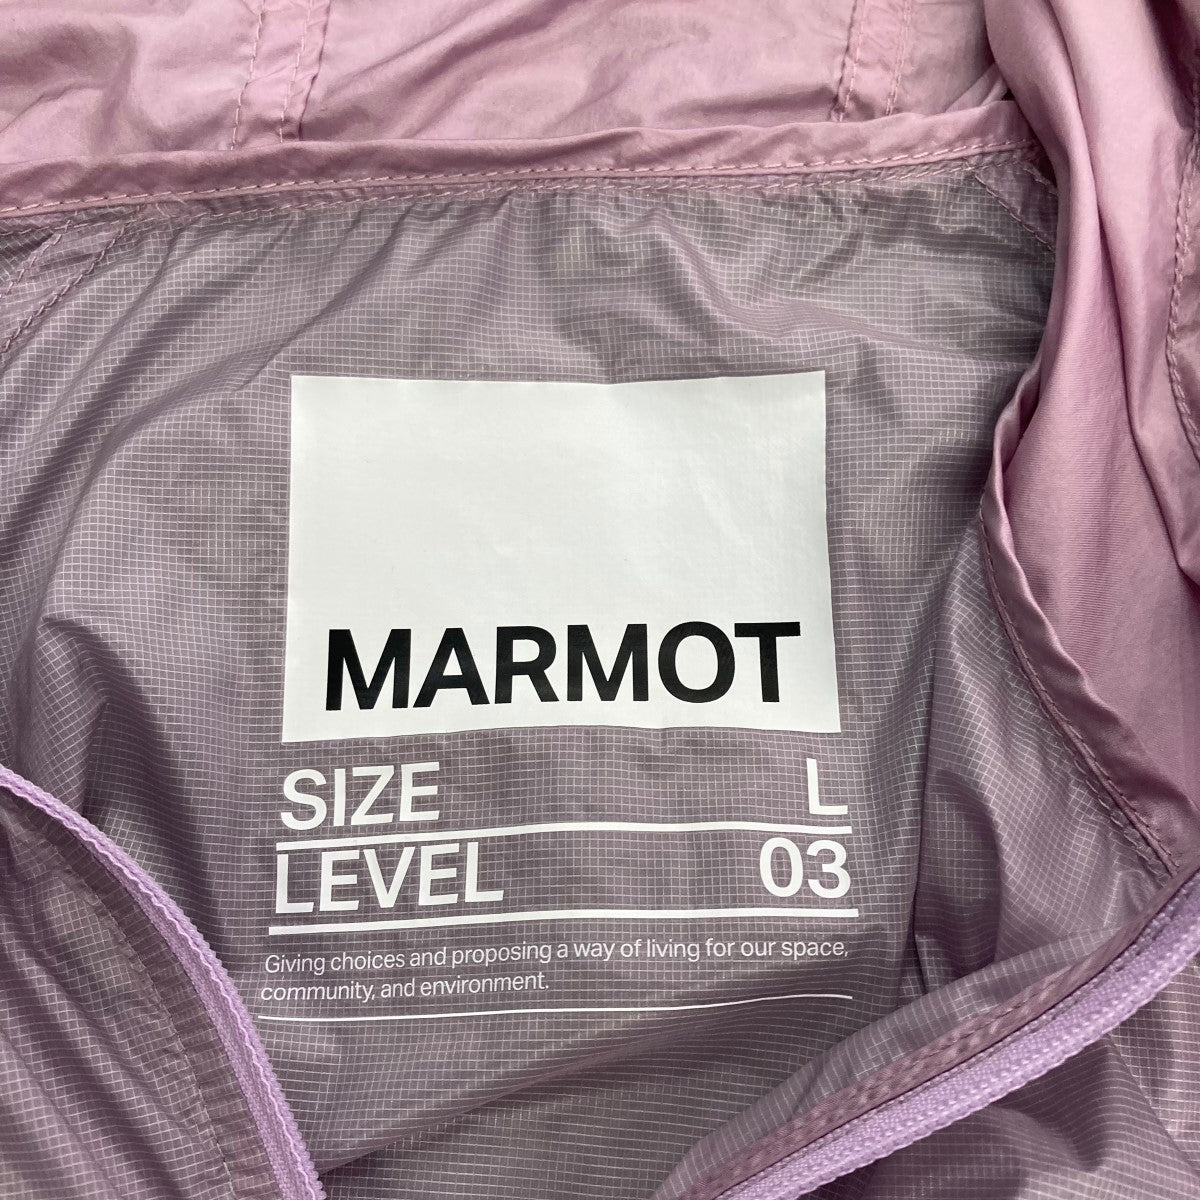 MARMOT
SIZE L
LEVEL 03
Giving choices and proposing a way of living for our space,
community, and environment.